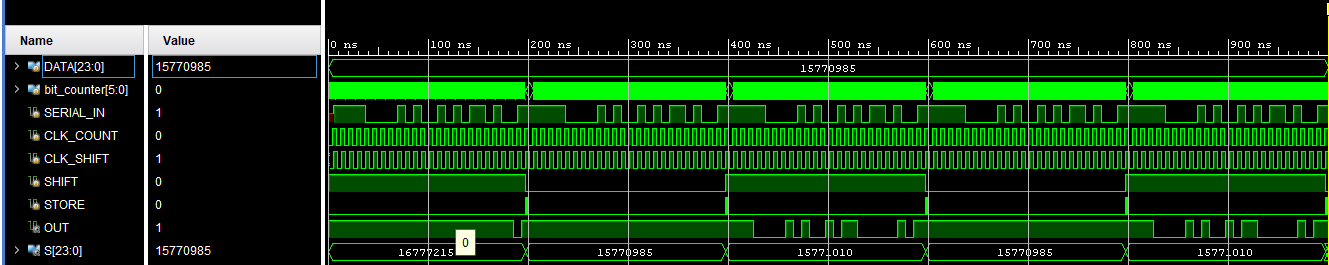 Name Value
0 ns 100 ns 200 ns 300 ns 400 ns 500 ns 600 ns 700 ns 800 ns 900 ns
DATA[23:0] 15770985 15770985
bit_counter[5:0] 0
SERIAL_IN 1
CLK_COUNT 0
CLK_SHIFT 1
SHIFT 0
STORE 0
OUT 1
0
S[23:0] 15770985 16777215 15770985 15771010 15770985 15771010